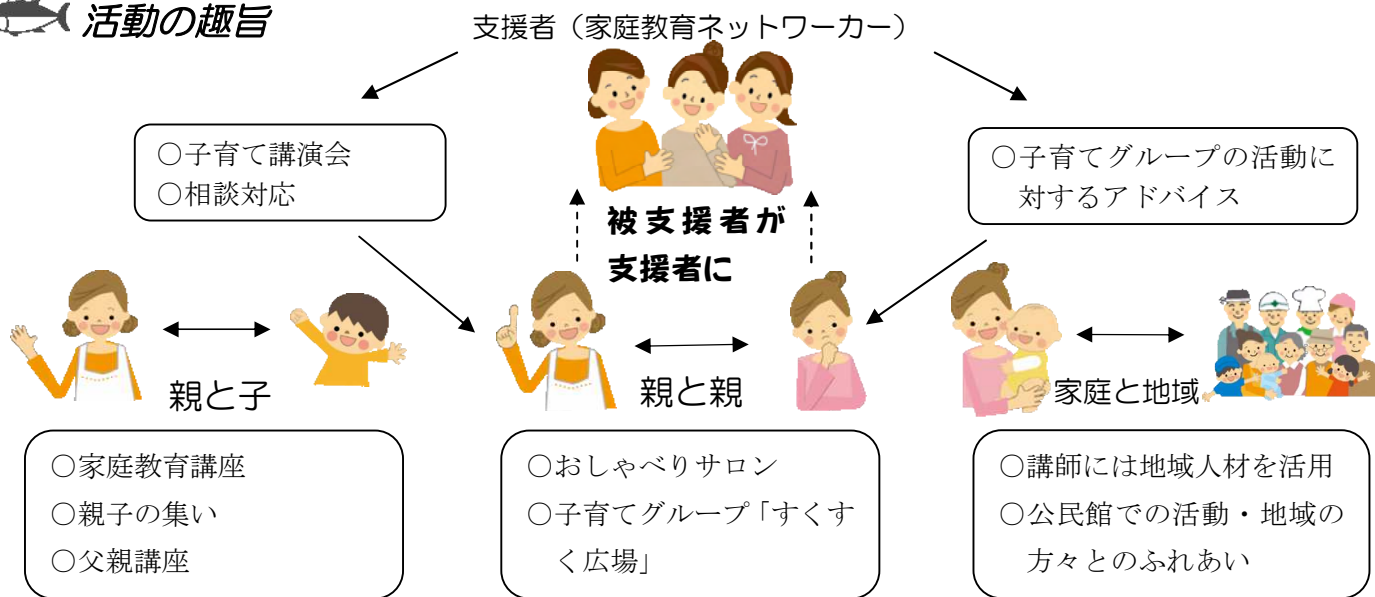 活動の趣旨
支援者（家庭教育ネットワーカー）
○子育て講演会
○相談対応
○子育てグループの活動に
対するアドバイス
被支援者が
支援者に
親と子
親と親
家庭と地域
○家庭教育講座
○親子の集い
○父親講座
○おしゃべりサロン
○子育てグループ「すくす
く広場」
○講師には地域人材を活用
○公民館での活動・地域の
方々とのふれあい